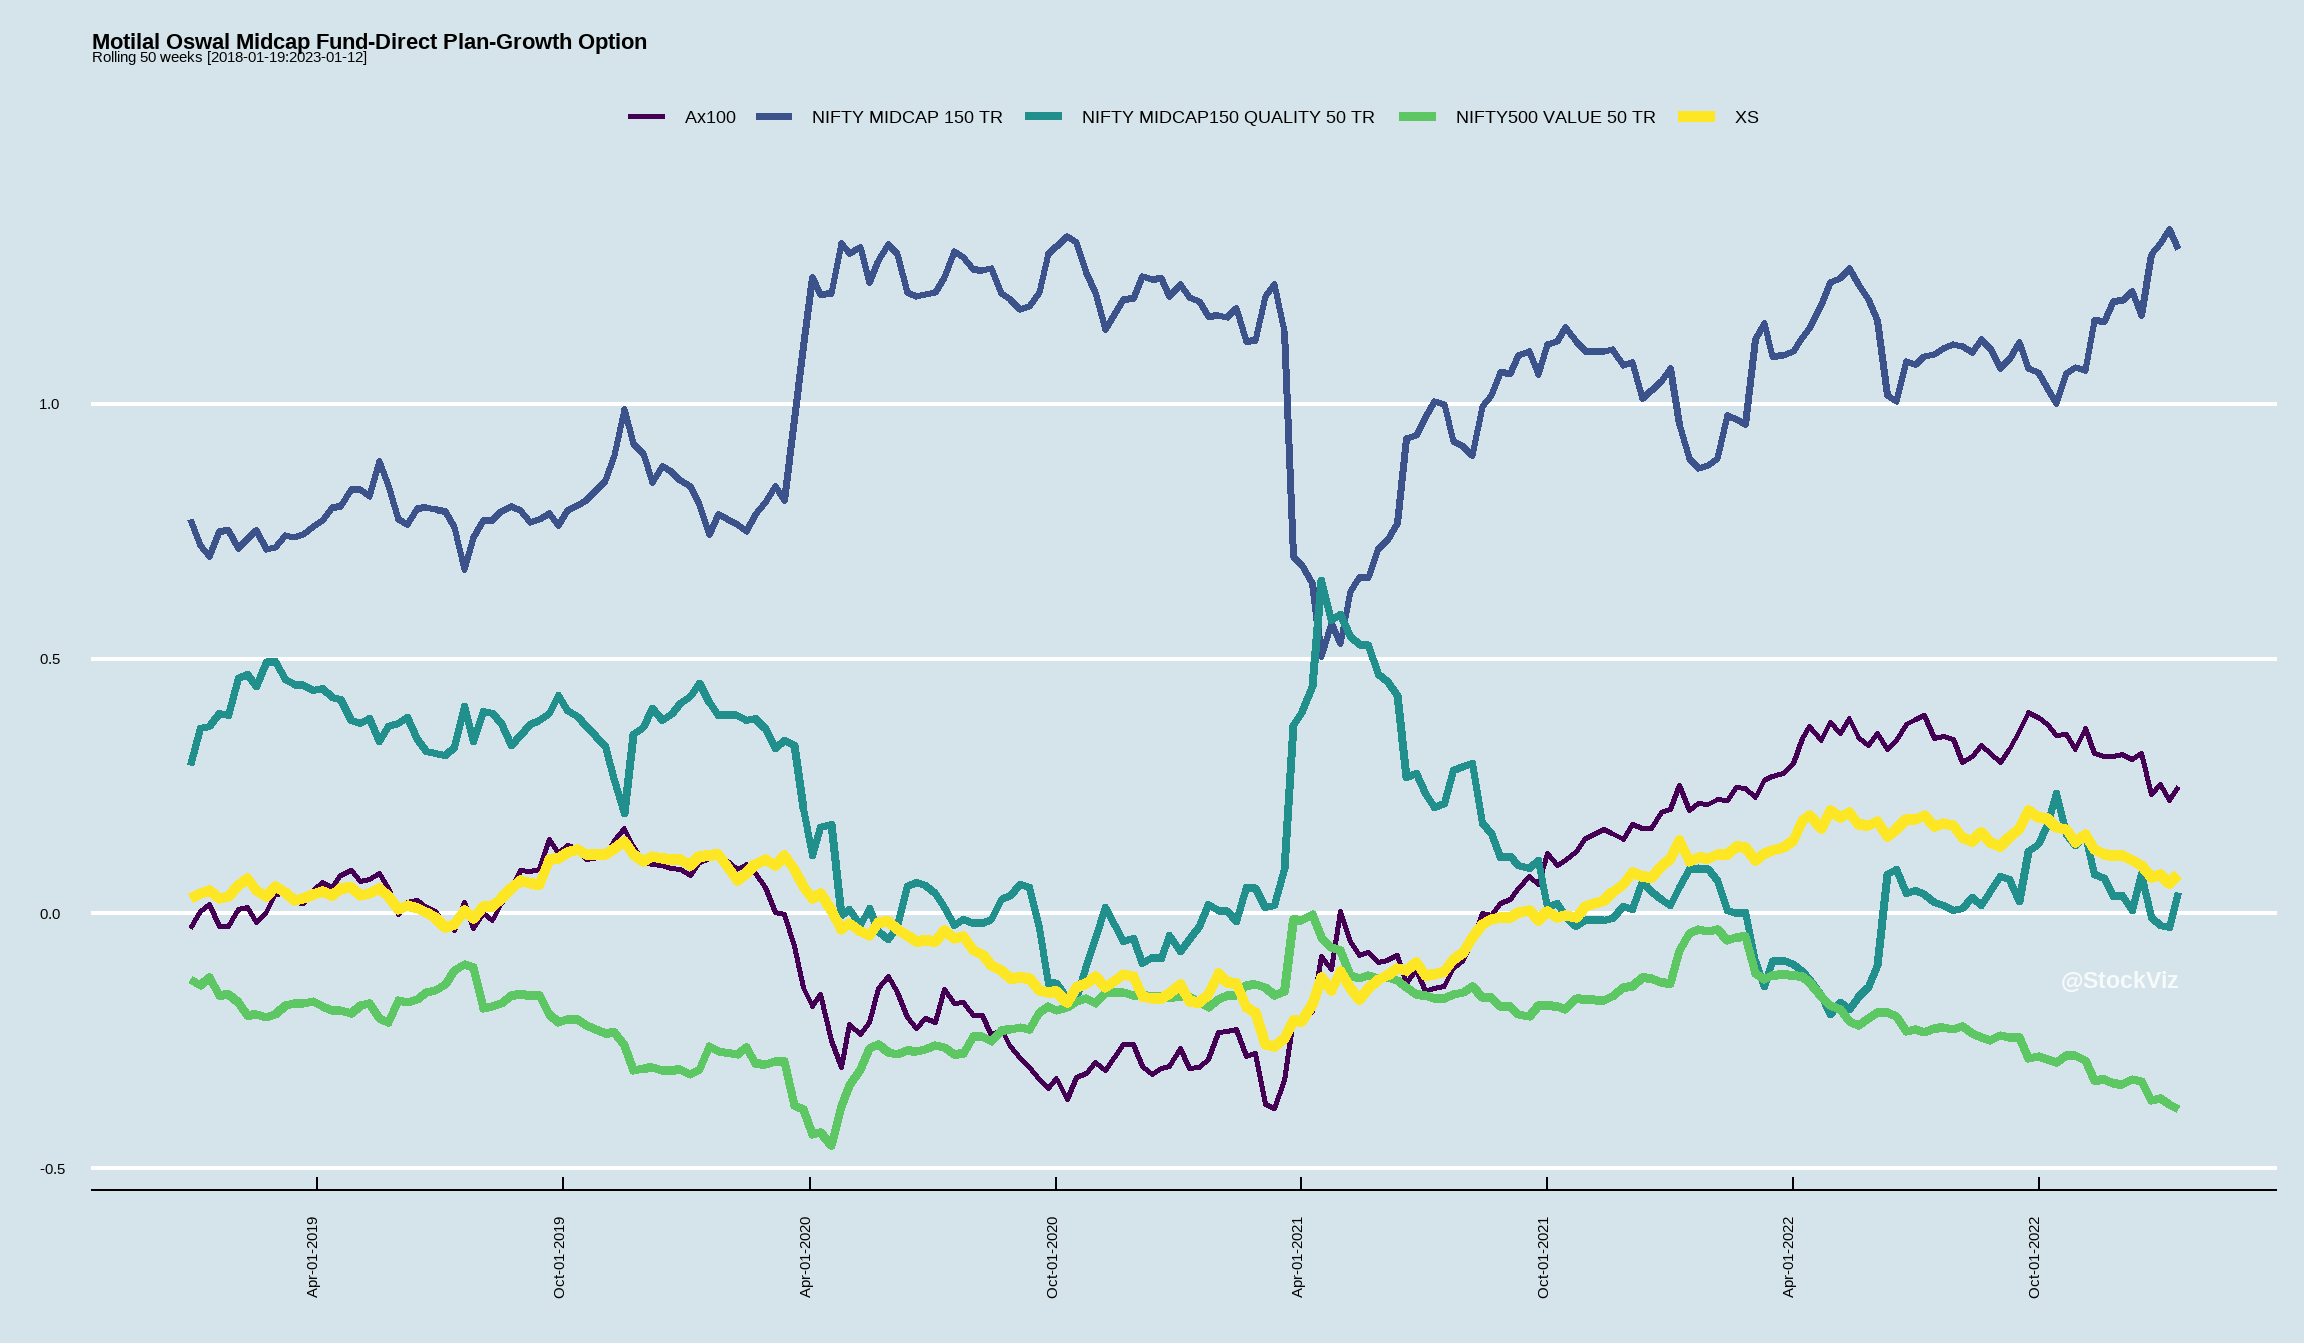 Motilal Oswal Midcap Fund-Direct Plan-Growth Option
Rolling 50 weeks [2018-01-19:2023-01-12]
Ax100 NIFTY MIDCAP 150 TR NIFTY MIDCAP150 QUALITY 50 TR NIFTY500 VALUE 50 TR XS
1.0
0.5
0.0
@StockViz
-0.5
Apr-01-2019 Oct-01-2019 Apr-01-2020 Oct-01-2020 Apr-01-2021 Oct-01-2021 Apr-01-2022 Oct-01-2022